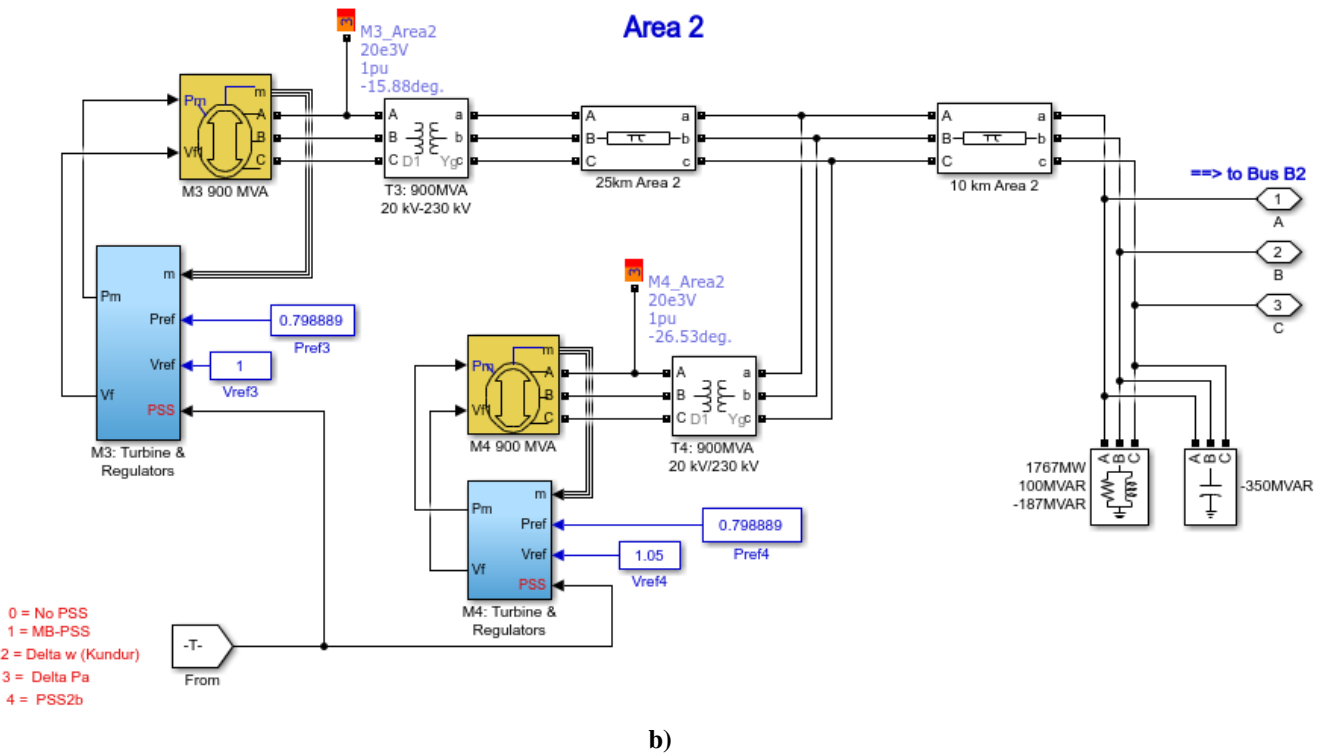 Area 2
3
M3_Area2
20e3V
1pu
-15.88deg.
Pm
Vf1
m
A
B
C
M3 900 MVA
A
B
C
D1
Yg
a
b
c
T3: 900MVA
20 kV-230 kV
A
B
C
a
b
c
25km Area 2
A
B
C
a
b
c
10 km Area 2
==> to Bus B2
1
A
2
B
3
C
m
Pm
Pref
Vref
Vf
PSS
M3: Turbine &
Regulators
0.798889
Pref3
1
Vref3
3
M4_Area2
20e3V
1pu
-26.53deg.
Pm
Vf1
m
A
B
C
M4 900 MVA
A
B
C
D1
Yg
a
b
c
T4: 900MVA
20 kV/230 kV
m
Pm
Pref
Vref
Vf
PSS
M4: Turbine &
Regulators
0.798889
Pref4
1.05
Vref4
A B C
1767MW
100MVAR
-187MVAR
A B C
-350MVAR
0 = No PSS
1 = MB-PSS
2 = Delta w (Kundur)
3 = Delta Pa
4 = PSS2b
-T-
From
b)